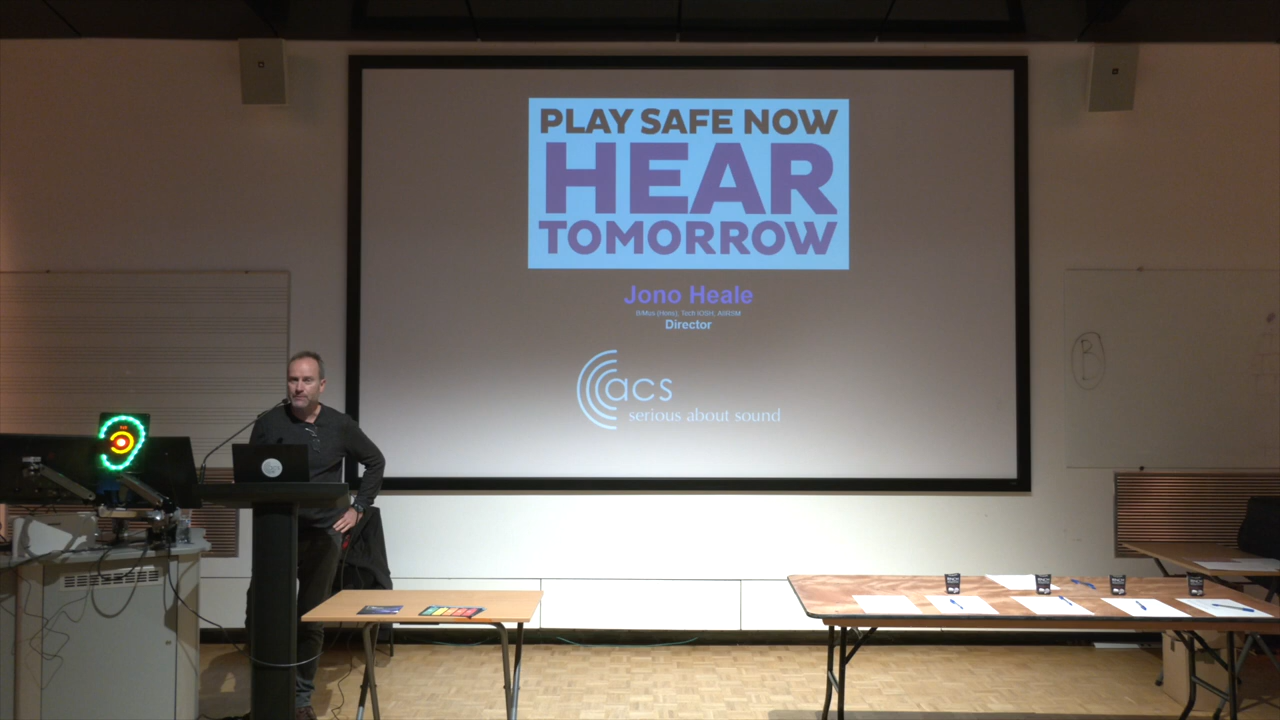 PLAY SAFE NOW
HEAR
TOMORROW
Jono Heale
Director
acs
serious about sound
B